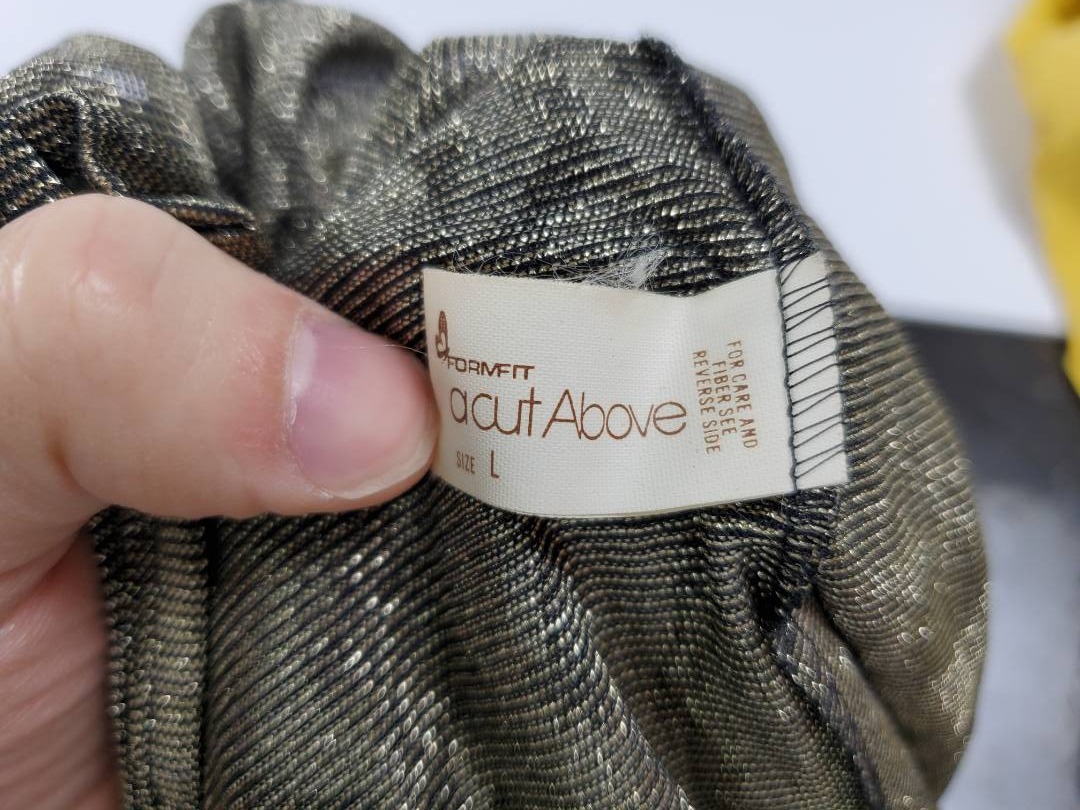 FORMFIT
a cut Above
SIZE L
FOR CARE AND
FIBER SEE
REVERSE SIDE